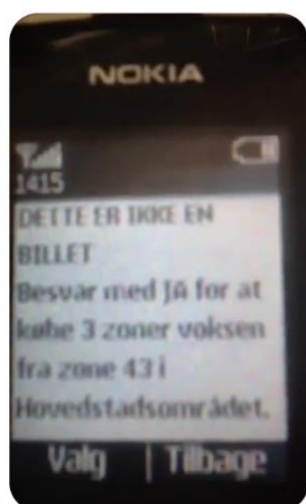 NOKIA
1415
DETTE ER IKKE EN
BILLET
Besvar med JA for at
købe 3 zoner voksen
fra zone 43 i
Hovedstadsområdet.
Valg | Tilbage